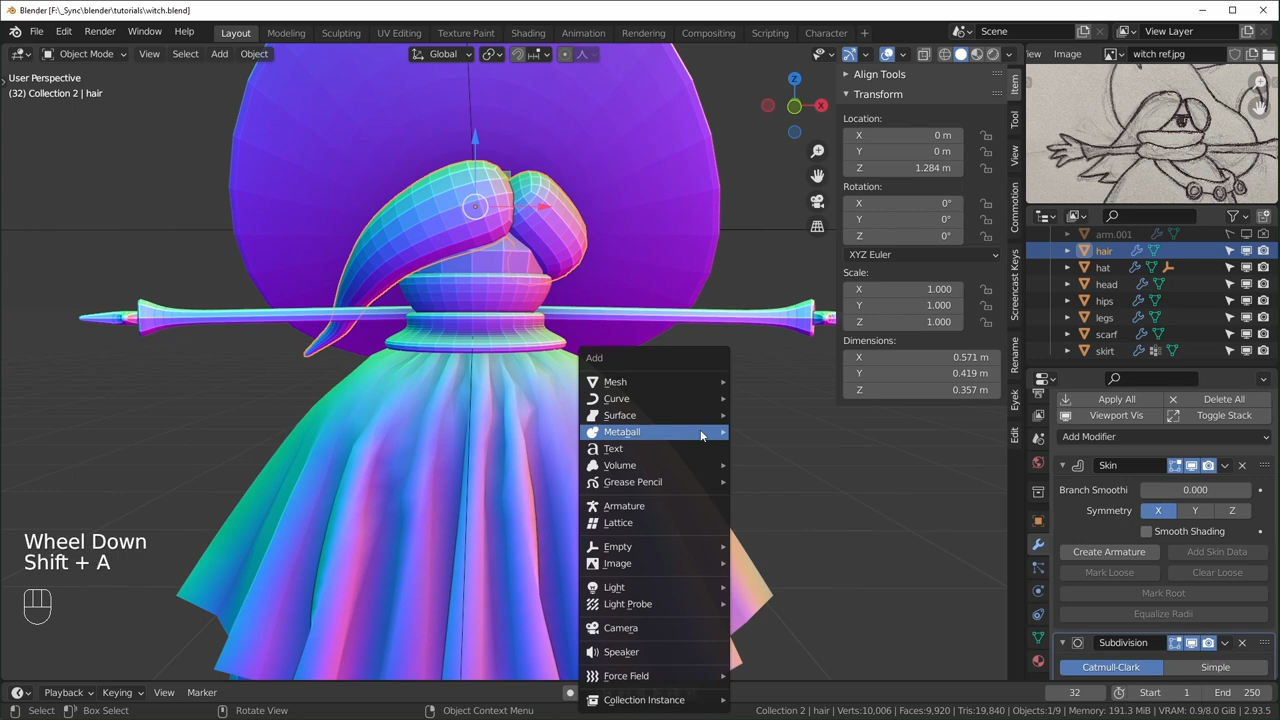 Blender [F:\_Sync\blender\tutorials\witch.blend]
File Edit Render Window Help Layout Modeling Sculpting UV Editing Texture Paint Shading Animation Rendering Compositing Scripting Character Scene View Layer
Object Mode View Select Add Object Global iew Image witch ref.jpg
User Perspective
(32) Collection 2 | hair
Z
X
Align Tools
Transform
Location:
X 0 m
Y 0 m
Z 1.284 m
Rotation:
X 0°
Y 0°
Z 0°
XYZ Euler
Scale:
X 1.000
Y 1.000
Z 1.000
Dimensions:
X 0.571 m
Y 0.419 m
Z 0.357 m
Item
Tool
View
Commotion
Screencast Keys
Rename
Eyek
Edit
arm.001
hair
hat
head
hips
legs
scarf
skirt
Apply All Delete All
Viewport Vis Toggle Stack
Add Modifier
Skin
Branch Smoothi 0.000
Symmetry X Y Z
Smooth Shading
Create Armature Add Skin Data
Mark Loose Clear Loose
Mark Root
Equalize Radii
Subdivision
Catmull-Clark Simple
Add
Mesh
Curve
Surface
Metaball
Text
Volume
Grease Pencil
Armature
Lattice
Empty
Image
Light
Light Probe
Camera
Speaker
Force Field
Collection Instance
Wheel Down
Shift + A
Playback Keying View Marker 32 Start 1 End 250
Select Box Select Rotate View Object Context Menu Collection 2 | hair | Verts:10,006 | Faces:9,920 | Tris:19,840 | Objects:1/9 | Memory: 191.3 MiB | VRAM: 0.9/8.0 GiB | 2.93.5